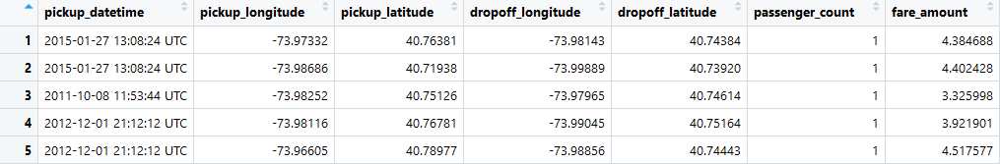 pickup_datetime pickup_longitude pickup_latitude dropoff_longitude dropoff_latitude passenger_count fare_amount
1 2015-01-27 13:08:24 UTC -73.97332 40.76381 -73.98143 40.74384 1 4.384688
2 2015-01-27 13:08:24 UTC -73.98686 40.71938 -73.99889 40.73920 1 4.402428
3 2011-10-08 11:53:44 UTC -73.98252 40.75126 -73.97965 40.74614 1 3.325998
4 2012-12-01 21:12:12 UTC -73.98116 40.76781 -73.99045 40.75164 1 3.921901
5 2012-12-01 21:12:12 UTC -73.96605 40.78977 -73.98856 40.74443 1 4.517577